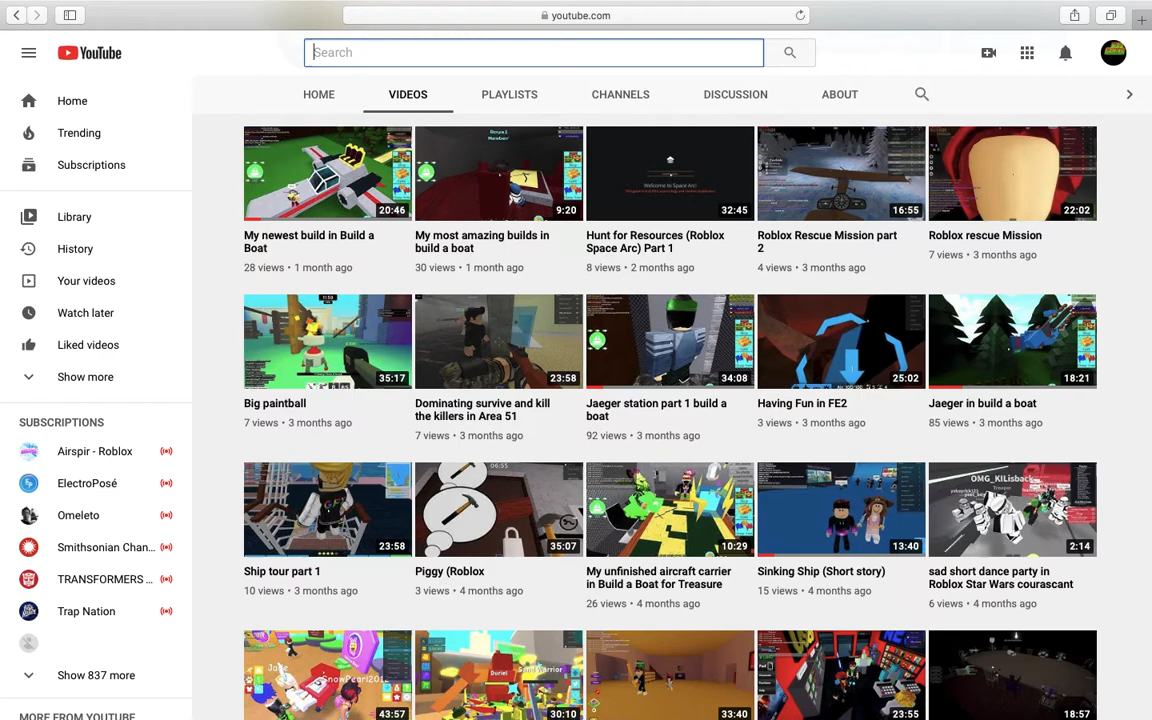 youtube.com
YouTube
Search
HOME
VIDEOS
PLAYLISTS
CHANNELS
DISCUSSION
ABOUT
Home
Trending
Subscriptions
Library
History
Your videos
Watch later
Liked videos
Show more
SUBSCRIPTIONS
Airspir - Roblox
ElectroPosé
Omeleto
Smithsonian Chan...
TRANSFORMERS ...
Trap Nation
Show 837 more
MORE FROM YOUTUBE
20:46
My newest build in Build a
Boat
28 views • 1 month ago
9:20
My most amazing builds in
build a boat
30 views • 1 month ago
32:45
Hunt for Resources (Roblox
Space Arc) Part 1
8 views • 2 months ago
16:55
Roblox Rescue Mission part
2
4 views • 3 months ago
22:02
Roblox rescue Mission
7 views • 3 months ago
35:17
Big paintball
7 views • 3 months ago
23:58
Dominating survive and kill
the killers in Area 51
7 views • 3 months ago
34:08
Jaeger station part 1 build a
boat
92 views • 3 months ago
25:02
Having Fun in FE2
3 views • 3 months ago
18:21
Jaeger in build a boat
85 views • 3 months ago
23:58
Ship tour part 1
10 views • 3 months ago
06:55
35:07
Piggy (Roblox
3 views • 4 months ago
10:29
My unfinished aircraft carrier
in Build a Boat for Treasure
26 views • 4 months ago
13:40
Sinking Ship (Short story)
15 views • 4 months ago
OMG_KILisback
2:14
sad short dance party in
Roblox Star Wars courascant
6 views • 4 months ago
43:57
30:10
33:40
23:55
18:57